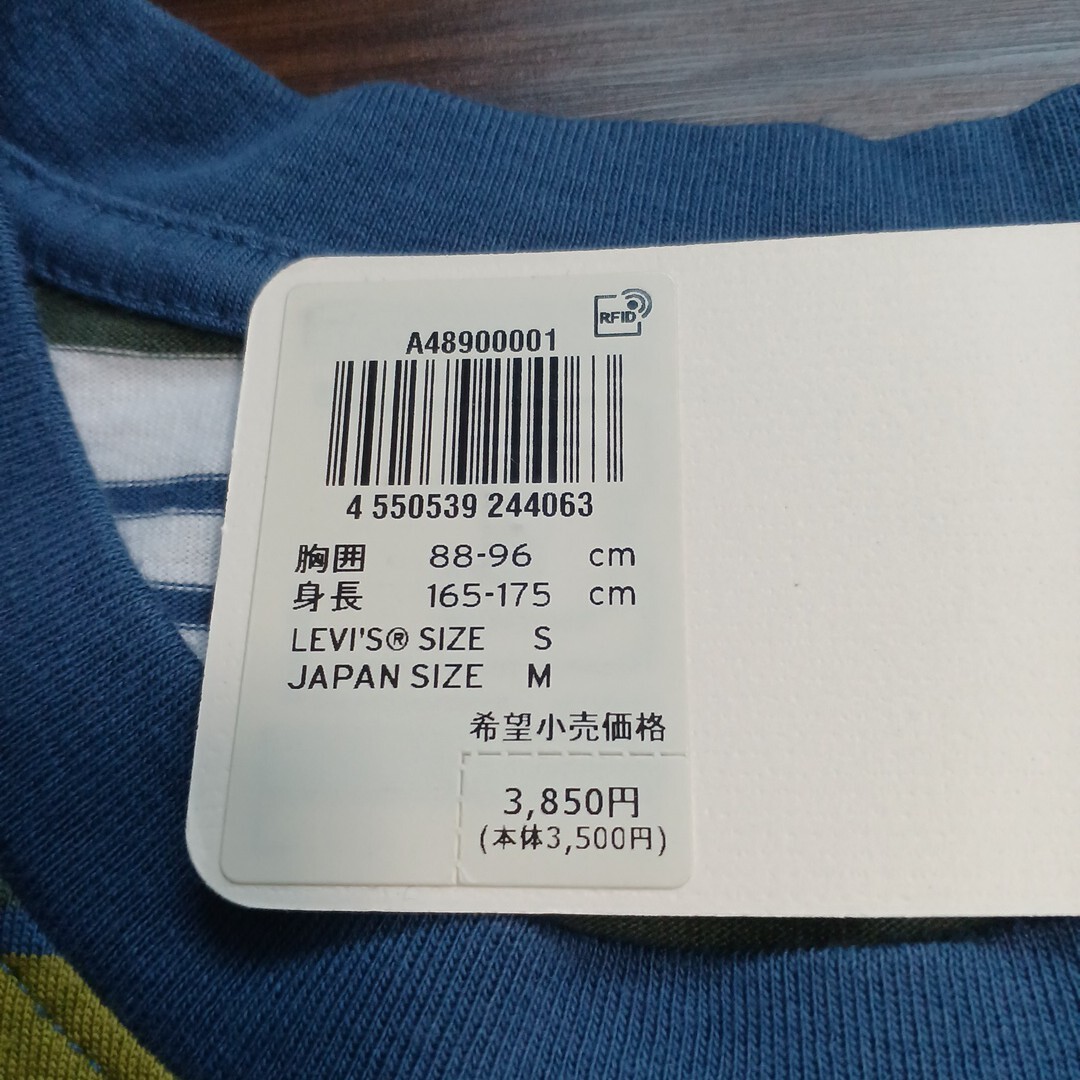 RFID
A48900001
4 550539 244063
胸囲 88-96 cm
身長 165-175 cm
LEVI'S® SIZE S
JAPAN SIZE M
希望小売価格
3,850円
(本体3,500円)